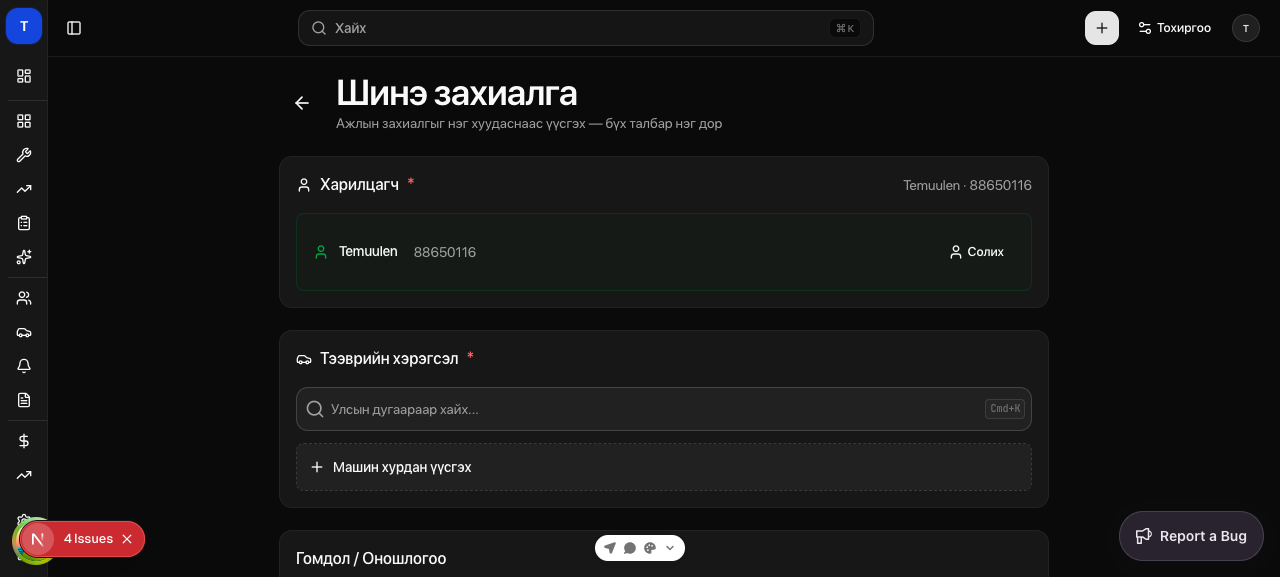 T
Хайх
⌘K
Тохиргоо
T
Шинэ захиалга
Ажлын захиалгыг нэг хуудаснаас үүсгэх — бүх талбар нэг дор
Харилцагч *
Temuulen · 88650116
Temuulen 88650116
Солих
Тээврийн хэрэгсэл *
Улсын дугаараар хайх...
Cmd+K
Машин хурдан үүсгэх
N 4 Issues
Report a Bug
Гомдол / Оношлогоо